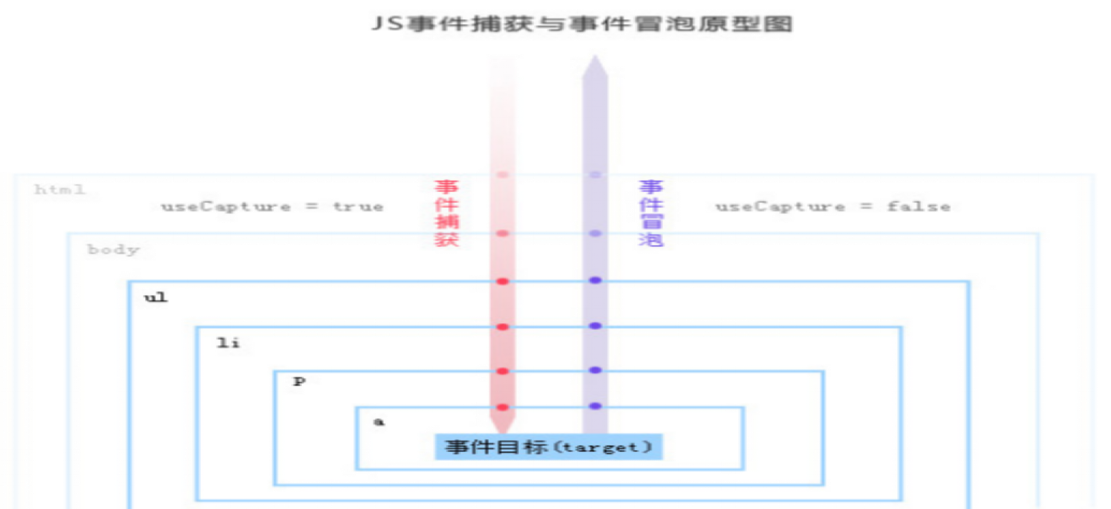 JS事件捕获与事件冒泡原型图
html
useCapture = true
事件捕获
事件冒泡
useCapture = false
body
ul
li
P
a
事件目标(target)